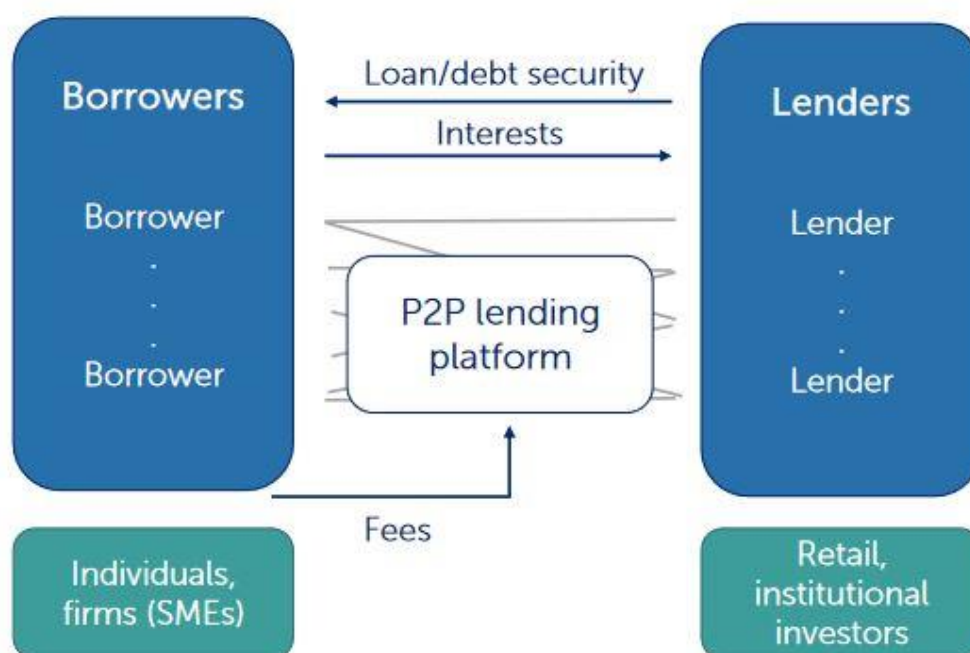 Borrowers
Borrower
.
.
.
Borrower
Individuals,
firms (SMEs)
Loan/debt security
Interests
P2P lending
platform
Fees
Lenders
Lender
.
.
.
Lender
Retail,
institutional
investors